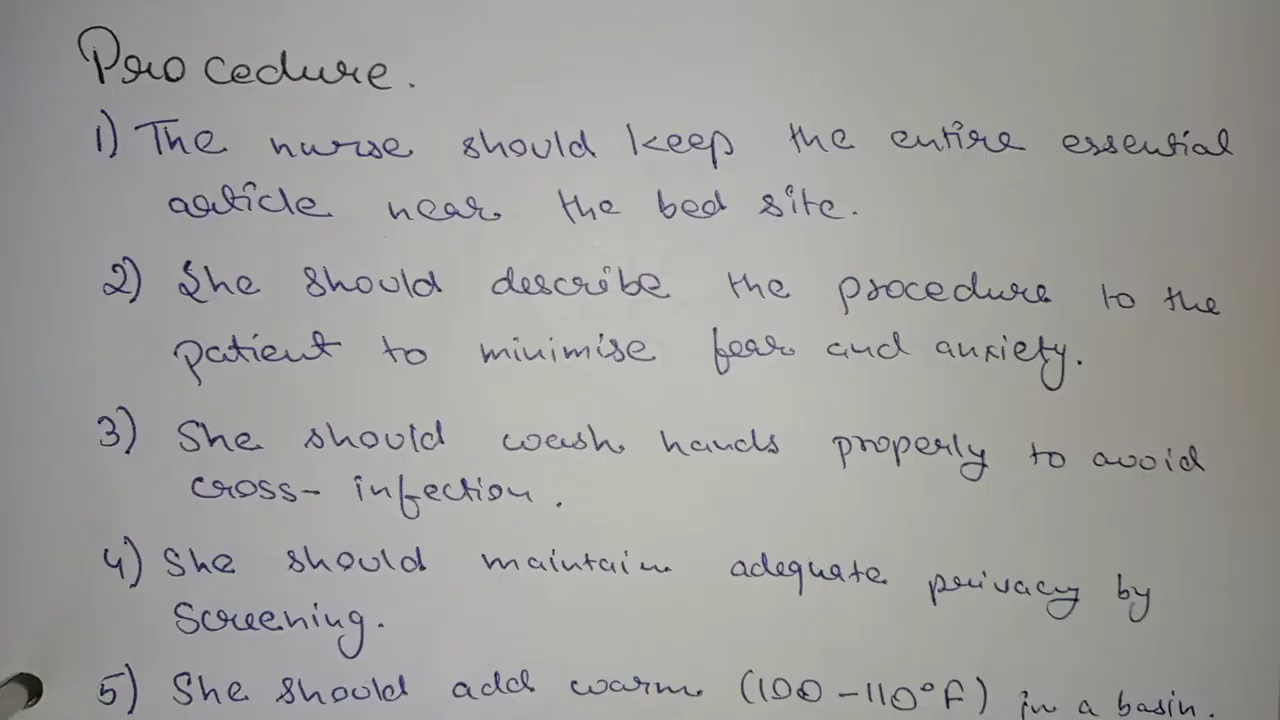 Procedure.
1) The nurse should keep the entire essential
article near the bed site.
2) She should describe the procedure to the
patient to minimise fear and anxiety.
3) She should wash hands properly to avoid
cross-infection.
4) She should maintain adequate privacy by
screening.
5) She should add warm (100-110°F) in a basin.